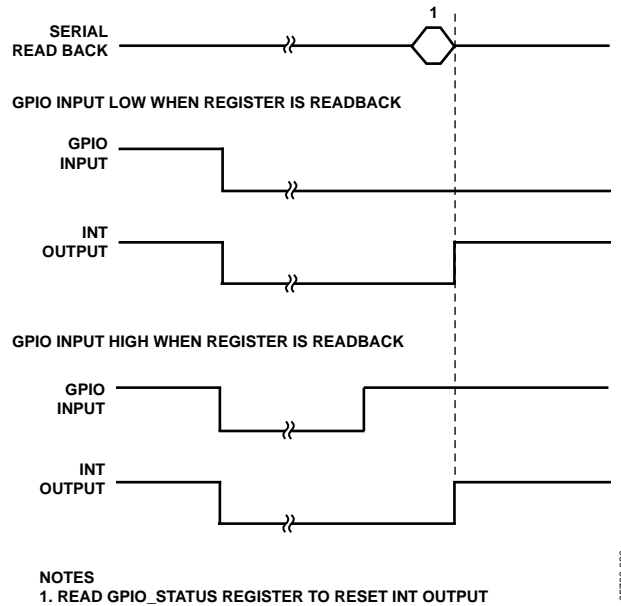 1
SERIAL
READ BACK
GPIO INPUT LOW WHEN REGISTER IS READBACK
GPIO
INPUT
INT
OUTPUT
GPIO INPUT HIGH WHEN REGISTER IS READBACK
GPIO
INPUT
INT
OUTPUT
NOTES
1. READ GPIO_STATUS REGISTER TO RESET INT OUTPUT